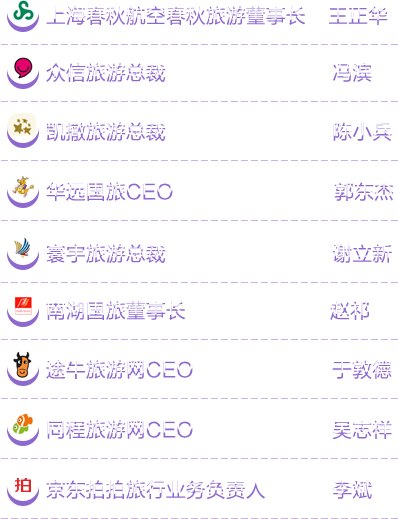 上海春秋航空春秋旅游董事长 王正华
众信旅游总裁 冯滨
凯撒旅游总裁 陈小兵
华远国旅CEO 郭东杰
寰宇旅游总裁 谢立新
南湖国旅董事长 赵祁
途牛旅游网CEO 于敦德
同程旅游网CEO 吴志祥
拍 京东拍拍旅行业务负责人 李斌